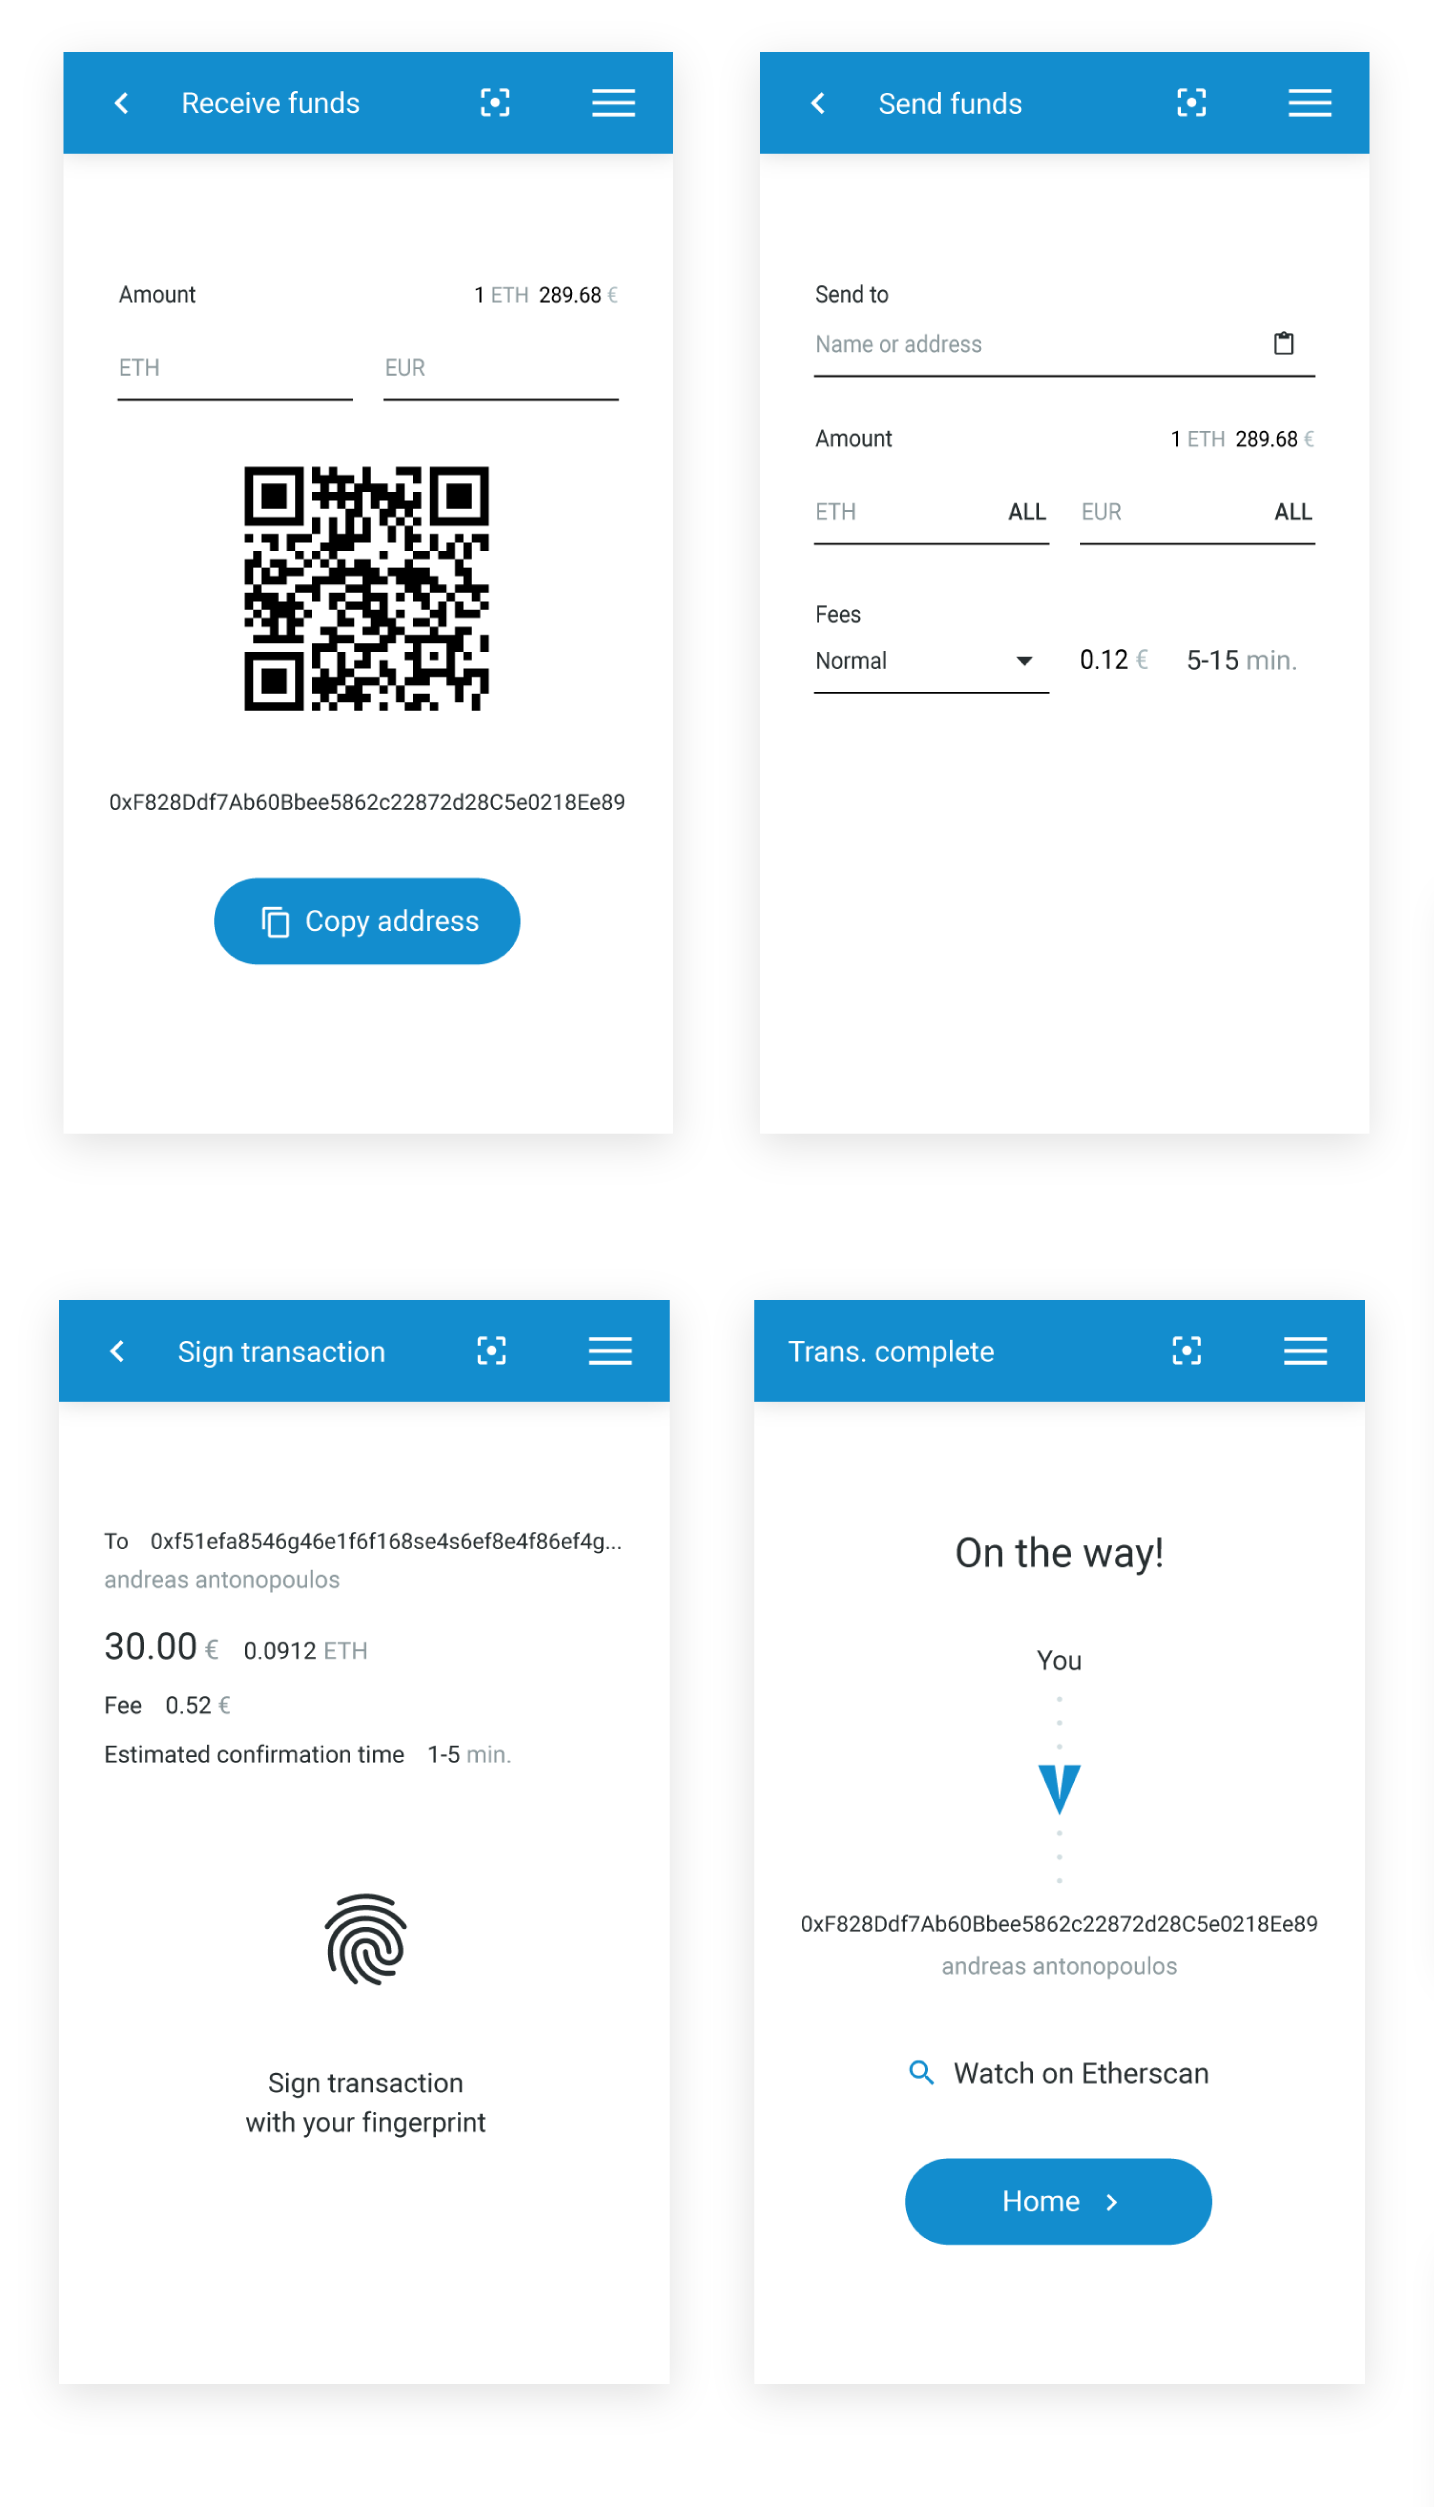 Receive funds
Amount 1 ETH 289.68 €
ETH EUR
0xF828Ddf7Ab60Bbee5862c22872d28C5e0218Ee89
Copy address
Send funds
Send to
Name or address
Amount 1 ETH 289.68 €
ETH ALL EUR ALL
Fees
Normal 0.12 € 5-15 min.
Sign transaction
To 0xf51efa8546g46e1f6f168se4s6ef8e4f86ef4g...
andreas antonopoulos
30.00 € 0.0912 ETH
Fee 0.52 €
Estimated confirmation time 1-5 min.
Sign transaction
with your fingerprint
Trans. complete
On the way!
You
0xF828Ddf7Ab60Bbee5862c22872d28C5e0218Ee89
andreas antonopoulos
Watch on Etherscan
Home